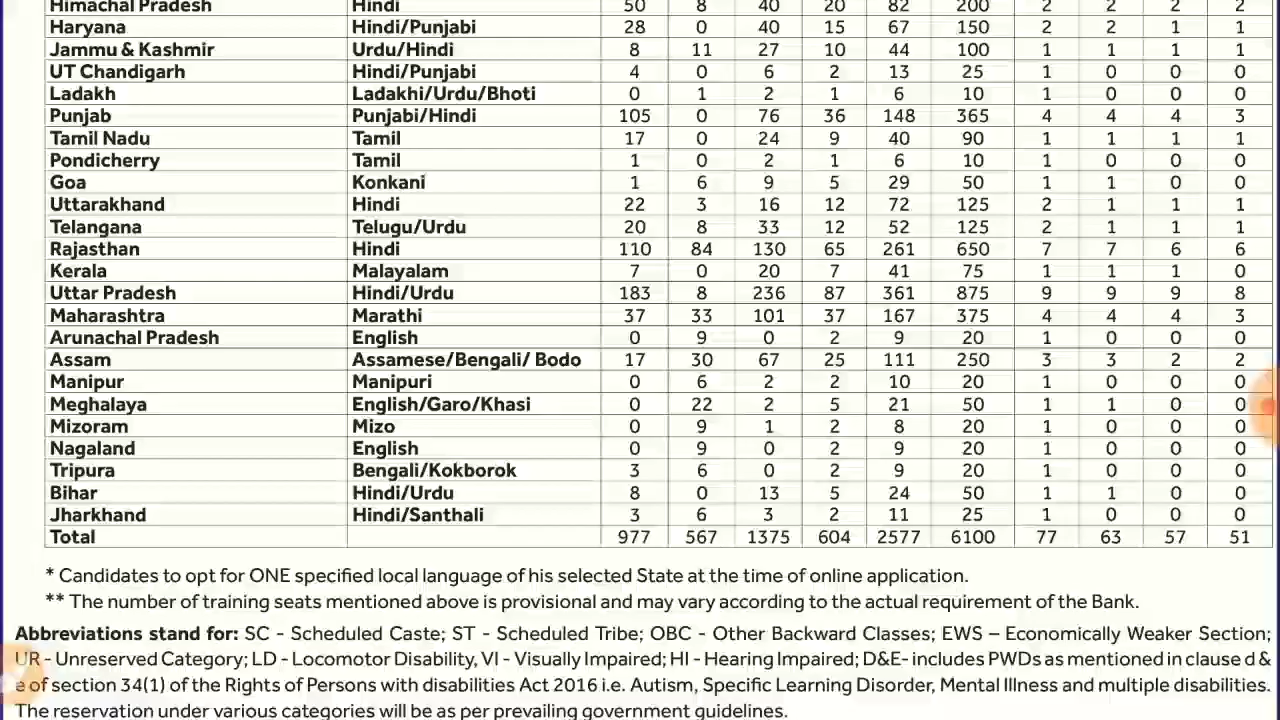 Himachal Pradesh Hindi 50 8 40 20 82 200 2 2 2 2
Haryana Hindi/Punjabi 28 0 40 15 67 150 2 2 1 1
Jammu & Kashmir Urdu/Hindi 8 11 27 10 44 100 1 1 1 1
UT Chandigarh Hindi/Punjabi 4 0 6 2 13 25 1 0 0 0
Ladakh Ladakhi/Urdu/Bhoti 0 1 2 1 6 10 1 0 0 0
Punjab Punjabi/Hindi 105 0 76 36 148 365 4 4 4 3
Tamil Nadu Tamil 17 0 24 9 40 90 1 1 1 1
Pondicherry Tamil 1 0 2 1 6 10 1 0 0 0
Goa Konkani 1 6 9 5 29 50 1 1 0 0
Uttarakhand Hindi 22 3 16 12 72 125 2 1 1 1
Telangana Telugu/Urdu 20 8 33 12 52 125 2 1 1 1
Rajasthan Hindi 110 84 130 65 261 650 7 7 6 6
Kerala Malayalam 7 0 20 7 41 75 1 1 1 0
Uttar Pradesh Hindi/Urdu 183 8 236 87 361 875 9 9 9 8
Maharashtra Marathi 37 33 101 37 167 375 4 4 4 3
Arunachal Pradesh English 0 9 0 2 9 20 1 0 0 0
Assam Assamese/Bengali/ Bodo 17 30 67 25 111 250 3 3 2 2
Manipur Manipuri 0 6 2 2 10 20 1 0 0 0
Meghalaya English/Garo/Khasi 0 22 2 5 21 50 1 1 0 0
Mizoram Mizo 0 9 1 2 8 20 1 0 0 0
Nagaland English 0 9 0 2 9 20 1 0 0 0
Tripura Bengali/Kokborok 3 6 0 2 9 20 1 0 0 0
Bihar Hindi/Urdu 8 0 13 5 24 50 1 1 0 0
Jharkhand Hindi/Santhali 3 6 3 2 11 25 1 0 0 0
Total 977 567 1375 604 2577 6100 77 63 57 51
* Candidates to opt for ONE specified local language of his selected State at the time of online application.
** The number of training seats mentioned above is provisional and may vary according to the actual requirement of the Bank.
Abbreviations stand for: SC - Scheduled Caste; ST - Scheduled Tribe; OBC - Other Backward Classes; EWS – Economically Weaker Section;
UR - Unreserved Category; LD - Locomotor Disability, VI - Visually Impaired; HI - Hearing Impaired; D&E- includes PWDs as mentioned in clause d &
e of section 34(1) of the Rights of Persons with disabilities Act 2016 i.e. Autism, Specific Learning Disorder, Mental Illness and multiple disabilities.
The reservation under various categories will be as per prevailing government guidelines.